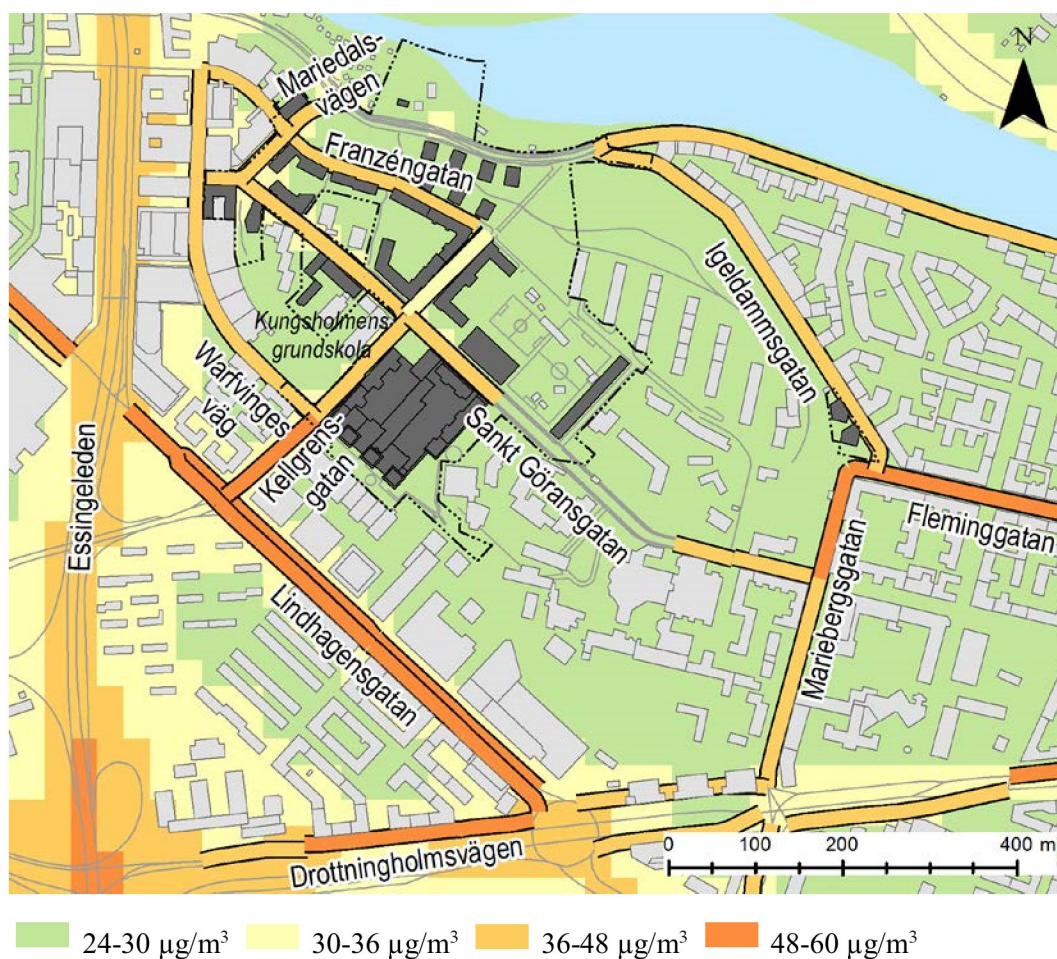 N
Mariedals-
vägen
Franzéngatan
Igeldammsgatan
Kungsholmens
grundskola
Warfvinges
väg
Kellgrens-
gatan
Sankt Göransgatan
Essingeleden
Fleminggatan
Mariebergsgatan
Lindhagensgatan
Drottningholmsvägen
0 100 200 400 m
24-30 µg/m³ 30-36 µg/m³ 36-48 µg/m³ 48-60 µg/m³